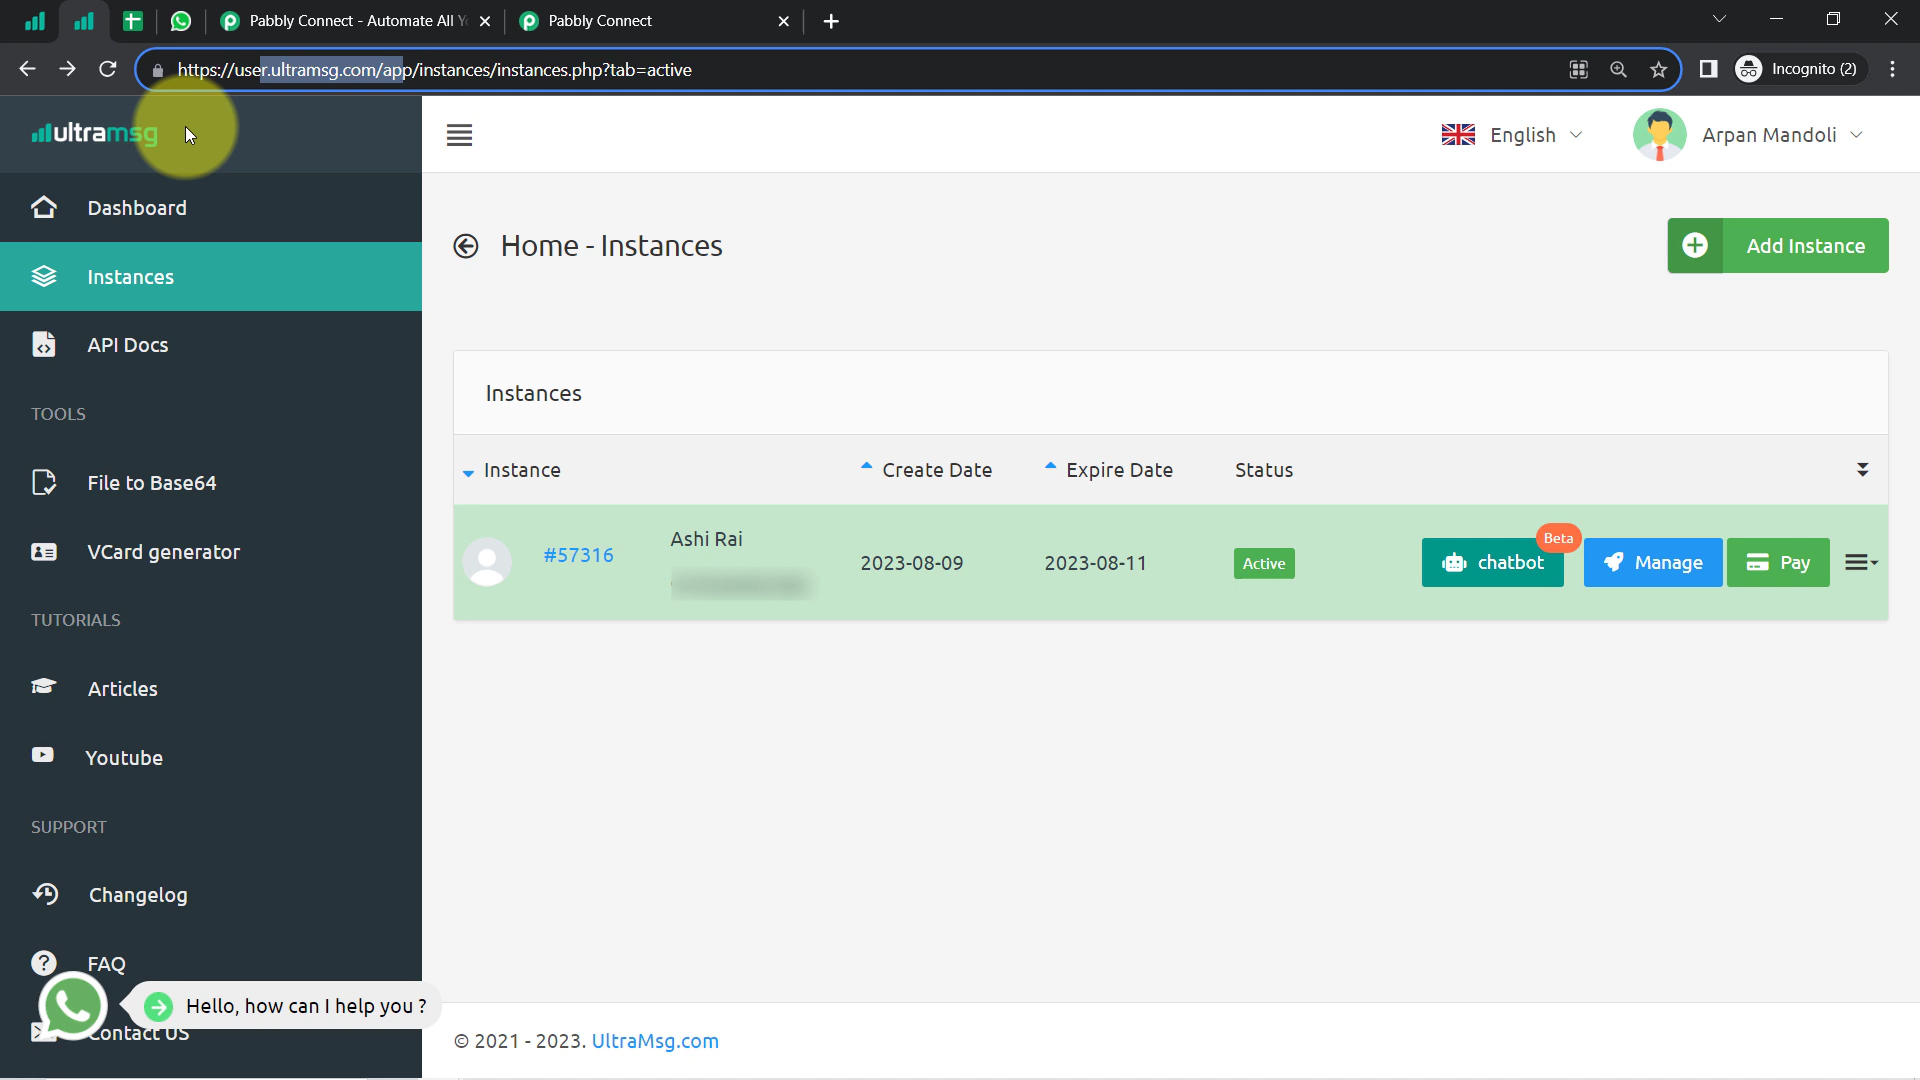 Pabbly Connect - Automate All Y
Pabbly Connect
https://user.ultramsg.com/app/instances/instances.php?tab=active
Incognito (2)
ultramsg
English
Arpan Mandoli
Dashboard
Instances
API Docs
TOOLS
File to Base64
VCard generator
TUTORIALS
Articles
Youtube
SUPPORT
Changelog
FAQ
Hello, how can I help you ?
Contact US
Home - Instances
Add Instance
Instances
Instance Create Date Expire Date Status
#57316 Ashi Rai 2023-08-09 2023-08-11 Active chatbot Beta Manage Pay
© 2021 - 2023. UltraMsg.com